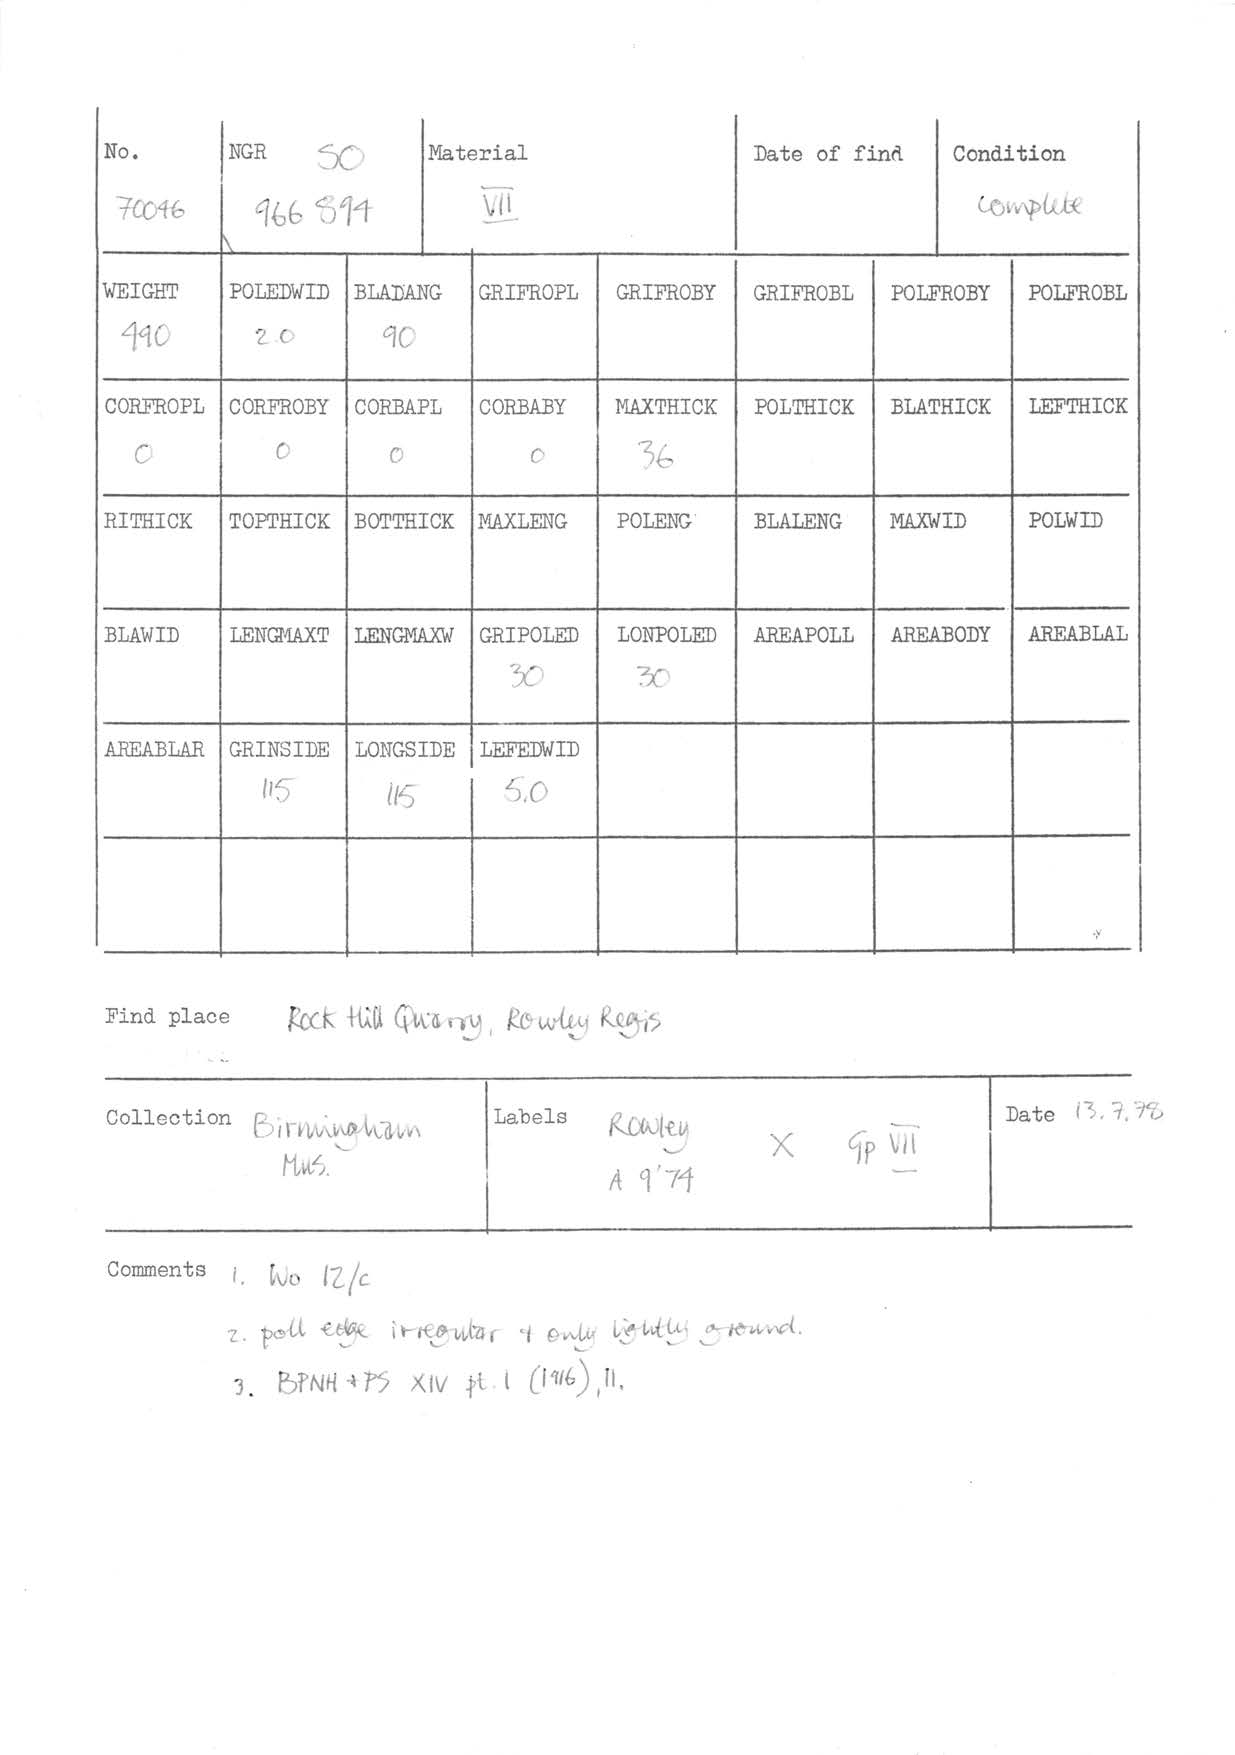 No. NGR SO Material Date of find Condition
70046 966 894 VII complete
WEIGHT POLEDWID BLADANG GRIFROPL GRIFROBY GRIFROBL POLFROBY POLFROBL
490 2.0 90
CORFROPL CORFROBY CORBAPL CORBABY MAXTHICK POLTHICK BLATHICK LEFTHICK
0 0 0 0 36
RITHICK TOPTHICK BOTTHICK MAXLENG POLENG BLALENG MAXWID POLWID
BLAWID LENGMAXT LENGMAXW GRIPOLED LONPOLED AREAPOLL AREABODY AREABLAL
30 30
AREABLAR GRINSIDE LONGSIDE LEFEDWID
115 115 5.0
Find place Rock Hill Quarry, Rowley Regis
Collection Birmingham Labels Rowley X Gp VII Date 13.7.78
Mus. A 9'74
Comments 1. Wo 12/c
2. poll edge irregular & only lightly ground.
3. BPNH + PS XIV pt. 1 (1916), 11.